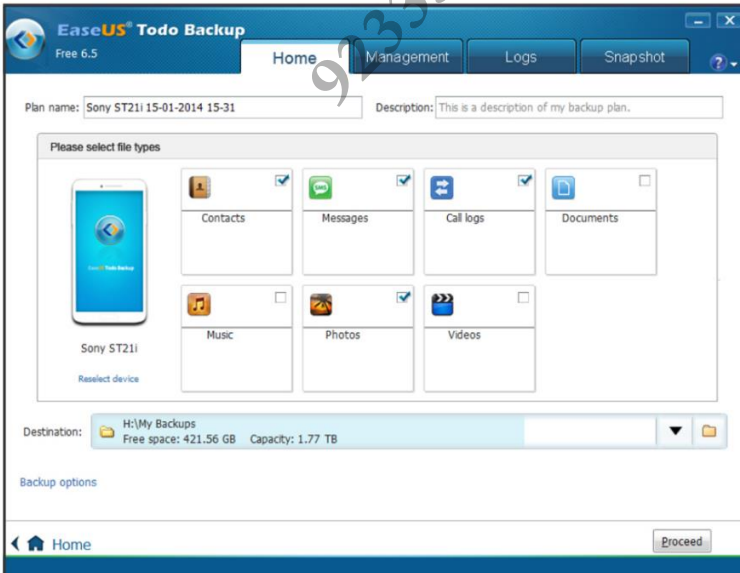 EaseUS® Todo Backup
Free 6.5
Home
Management
Logs
Snapshot
Plan name: Sony ST21i 15-01-2014 15-31
Description: This is a description of my backup plan.
Please select file types
Contacts
Messages
Call logs
Documents
Music
Photos
Videos
EaseUS Todo Backup
Sony ST21i
Reselect device
Destination: H:\My Backups
Free space: 421.56 GB Capacity: 1.77 TB
Backup options
Home
Proceed